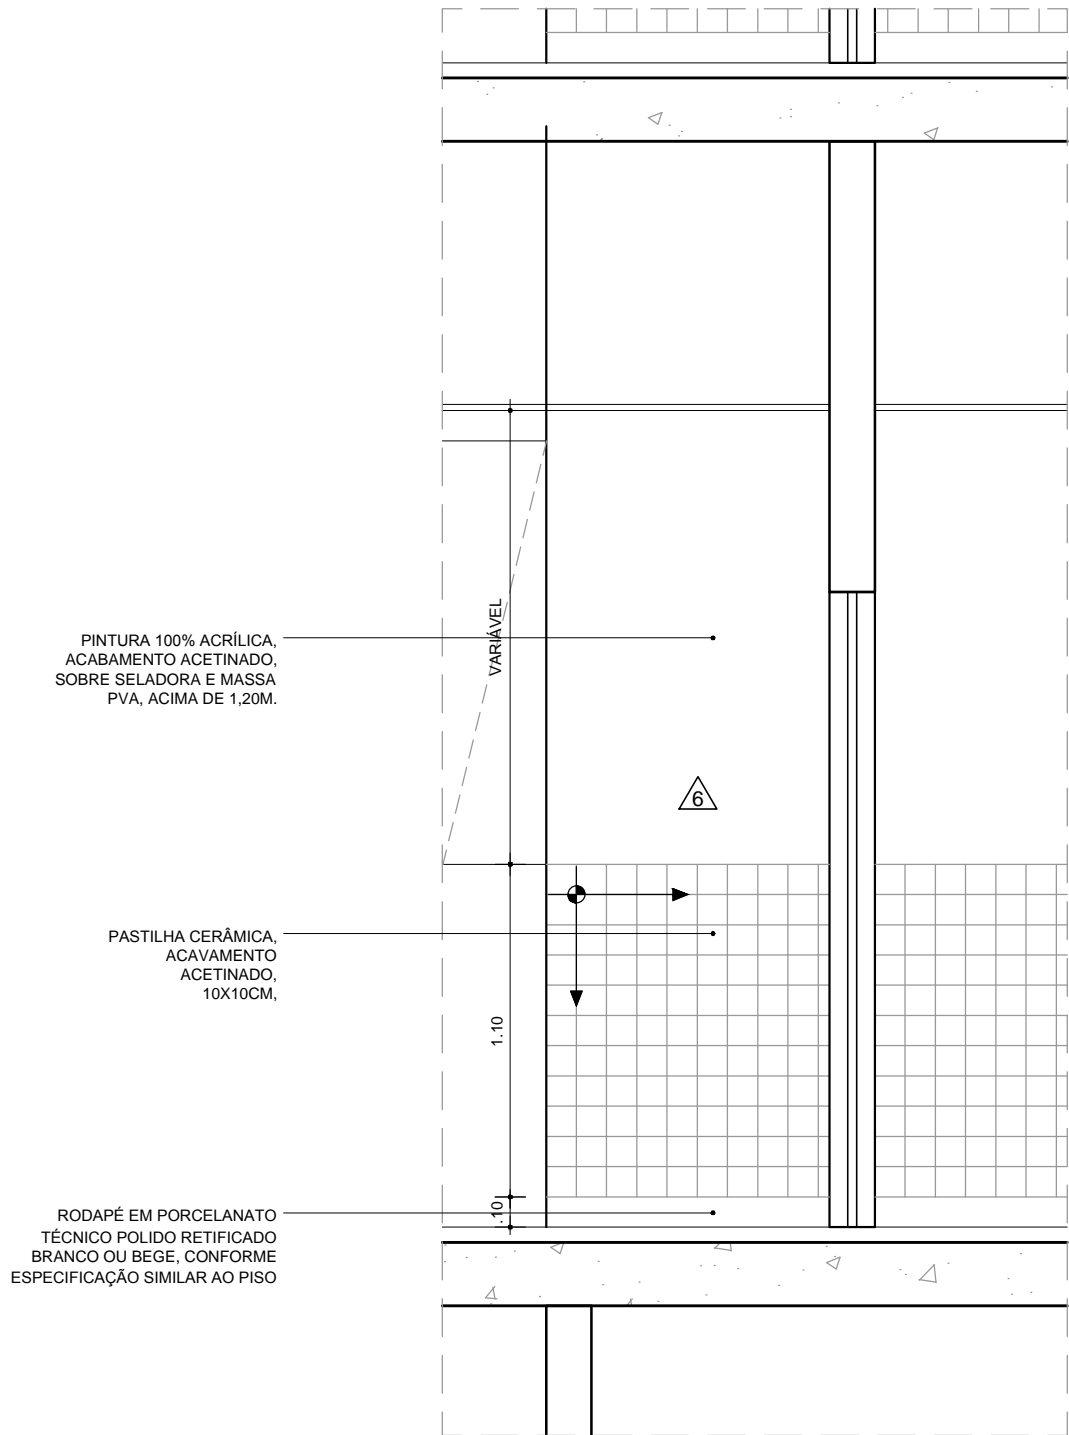 VARIÁVEL
PINTURA 100% ACRÍLICA,
ACABAMENTO ACETINADO,
SOBRE SELADORA E MASSA
PVA, ACIMA DE 1,20M.
6
PASTILHA CERÂMICA,
ACAVAMENTO
ACETINADO,
10X10CM,
1.10
.10
RODAPÉ EM PORCELANATO
TÉCNICO POLIDO RETIFICADO
BRANCO OU BEGE, CONFORME
ESPECIFICAÇÃO SIMILAR AO PISO